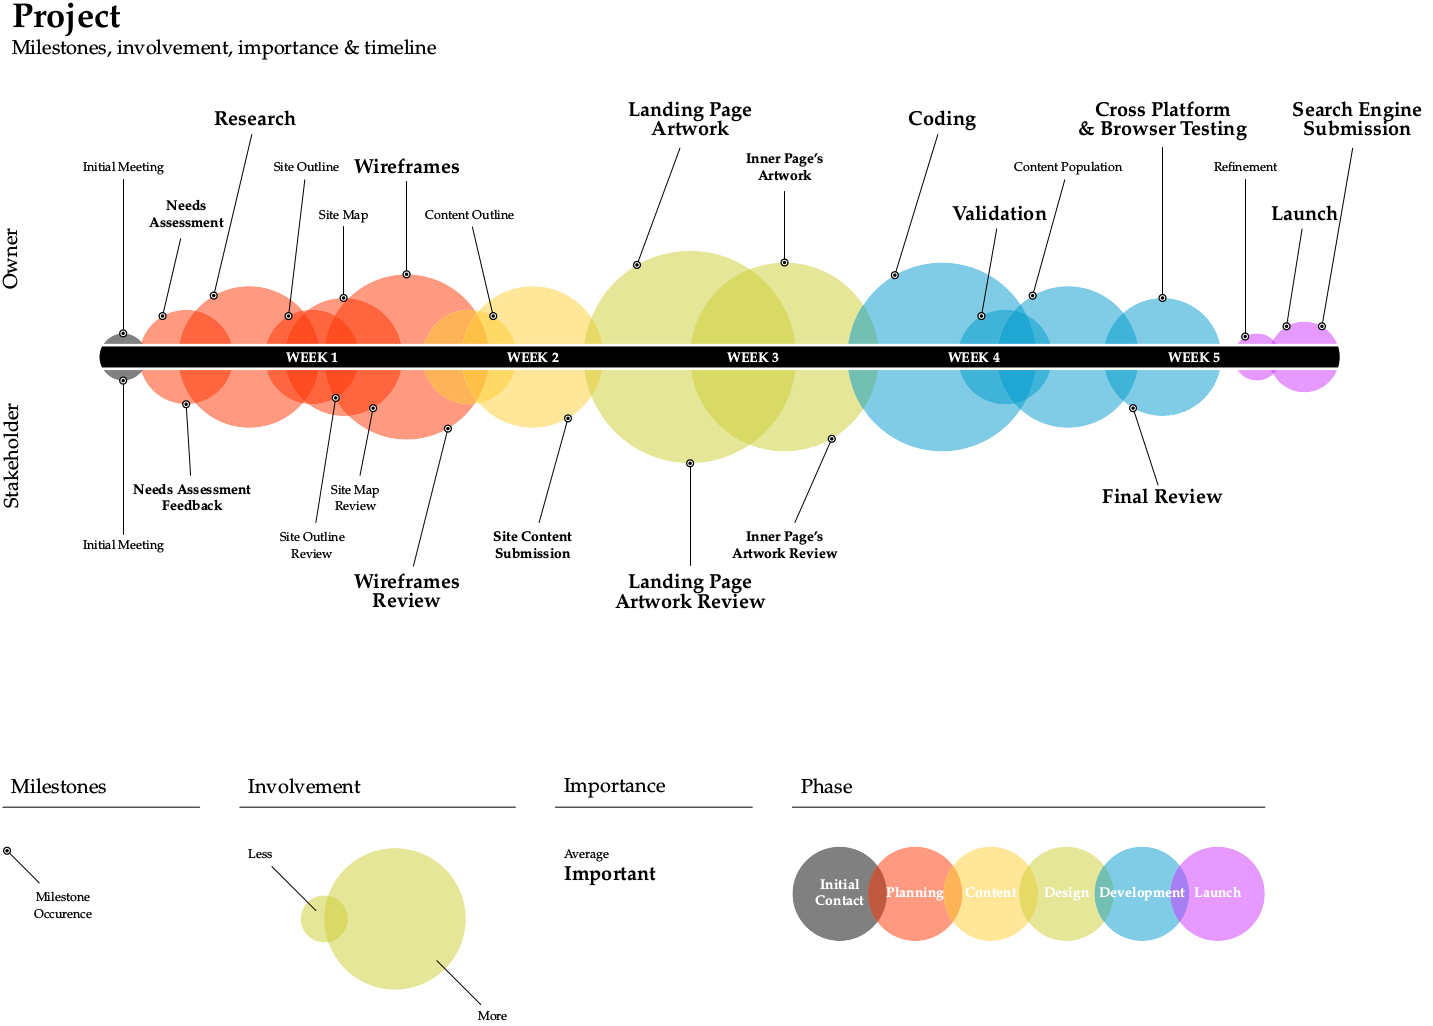 Project
Milestones, involvement, importance & timeline
Owner
Stakeholder
Initial Meeting
Needs
Assessment
Research
Site Outline
Site Map
Wireframes
Content Outline
Landing Page
Artwork
Inner Page's
Artwork
Coding
Validation
Content Population
Cross Platform
& Browser Testing
Refinement
Launch
Search Engine
Submission
WEEK 1
WEEK 2
WEEK 3
WEEK 4
WEEK 5
Initial Meeting
Needs Assessment
Feedback
Site Outline
Review
Site Map
Review
Wireframes
Review
Site Content
Submission
Landing Page
Artwork Review
Inner Page's
Artwork Review
Final Review
Milestones
Milestone
Occurence
Involvement
Less
More
Importance
Average
Important
Phase
Initial
Contact
Planning
Content
Design
Development
Launch